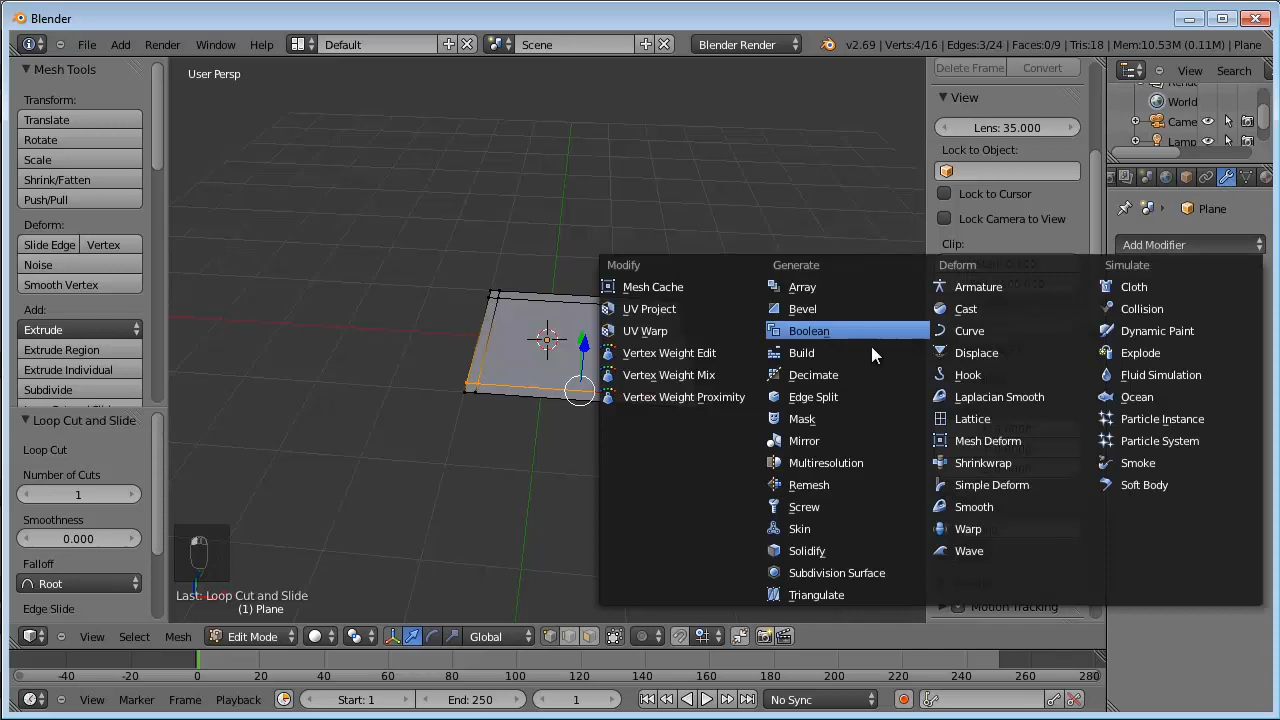 Blender
File Add Render Window Help Default Scene Blender Render v2.69 | Verts:4/16 | Edges:3/24 | Faces:0/9 | Tris:18 | Mem:10.53M (0.11M) | Plane
Mesh Tools
Transform:
Translate
Rotate
Scale
Shrink/Fatten
Push/Pull
Deform:
Slide Edge Vertex
Noise
Smooth Vertex
Add:
Extrude
Extrude Region
Extrude Individual
Subdivide
Loop Cut and Slide
Loop Cut
Number of Cuts
1
Smoothness
0.000
Falloff
Root
Edge Slide
User Persp
Last: Loop Cut and Slide
(1) Plane
Modify
Mesh Cache
UV Project
UV Warp
Vertex Weight Edit
Vertex Weight Mix
Vertex Weight Proximity
Generate
Array
Bevel
Boolean
Build
Decimate
Edge Split
Mask
Mirror
Multiresolution
Remesh
Screw
Skin
Solidify
Subdivision Surface
Triangulate
Deform
Armature
Cast
Curve
Displace
Hook
Laplacian Smooth
Lattice
Mesh Deform
Shrinkwrap
Simple Deform
Smooth
Warp
Wave
Simulate
Cloth
Collision
Dynamic Paint
Explode
Fluid Simulation
Ocean
Particle Instance
Particle System
Smoke
Soft Body
Delete Frame Convert
View
Lens: 35.000
Lock to Object:
Lock to Cursor
Lock Camera to View
Clip:
Motion Tracking
View Search
World
Came
Lamp
Plane
Add Modifier
View Select Mesh Edit Mode Global
-40 -20 0 20 40 60 80 100 120 140 160 180 200 220 240 260 280
View Marker Frame Playback Start: 1 End: 250 1 No Sync